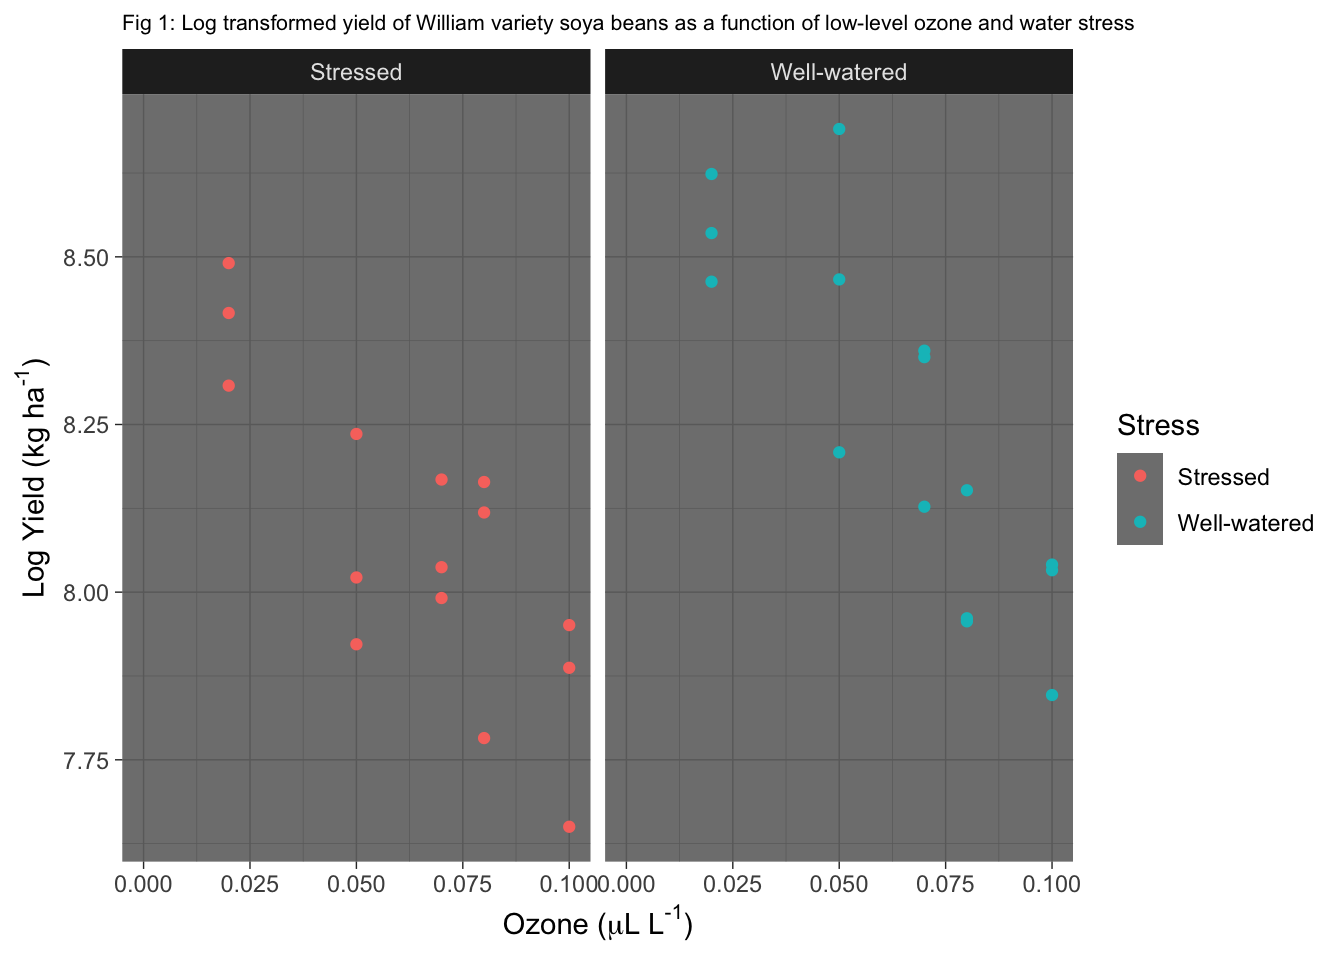 Fig 1: Log transformed yield of William variety soya beans as a function of low-level ozone and water stress
Stressed
Well-watered
8.50
8.25
8.00
7.75
Log Yield (kg ha⁻¹)
0.000 0.025 0.050 0.075 0.100
0.000 0.025 0.050 0.075 0.100
Ozone (μL L⁻¹)
Stress
Stressed
Well-watered